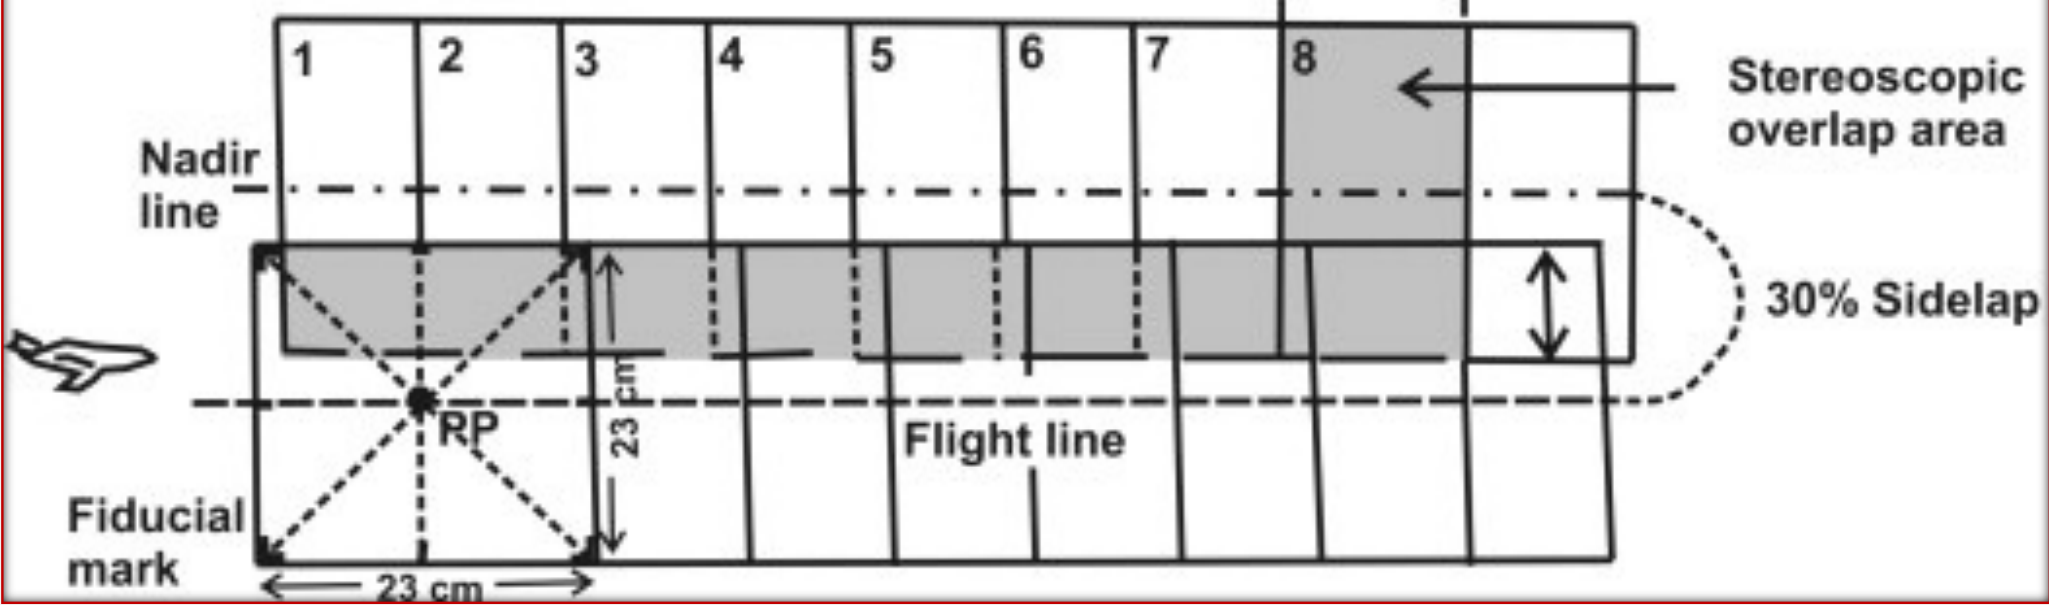 1 2 3 4 5 6 7 8
Stereoscopic
overlap area
Nadir
line
30% Sidelap
23 cm
RP
Flight line
Fiducial
mark
23 cm